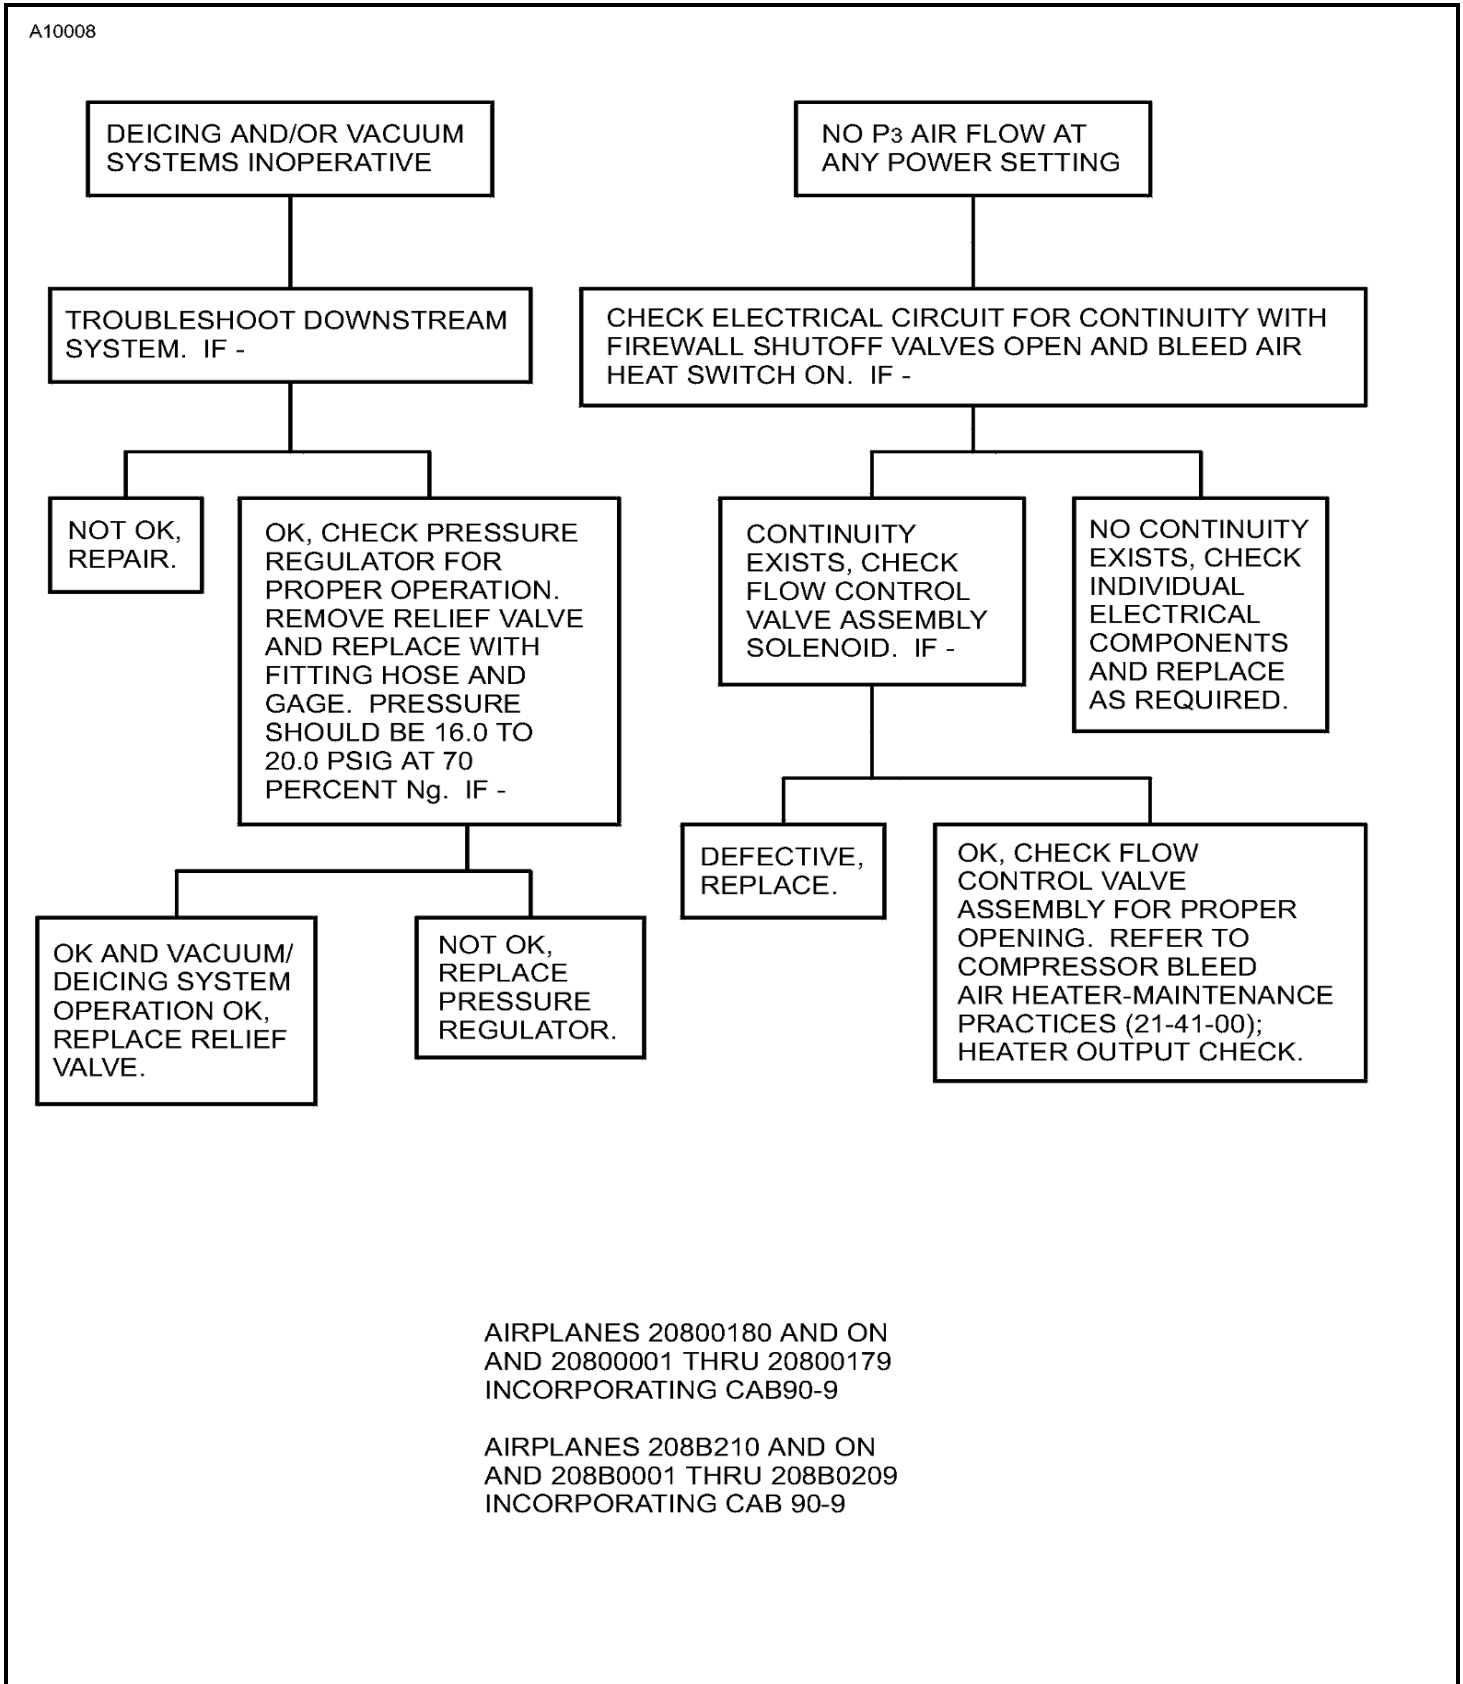 A10008
DEICING AND/OR VACUUM
SYSTEMS INOPERATIVE
TROUBLESHOOT DOWNSTREAM
SYSTEM. IF -
NOT OK,
REPAIR.
OK, CHECK PRESSURE
REGULATOR FOR
PROPER OPERATION.
REMOVE RELIEF VALVE
AND REPLACE WITH
FITTING HOSE AND
GAGE. PRESSURE
SHOULD BE 16.0 TO
20.0 PSIG AT 70
PERCENT Ng. IF -
OK AND VACUUM/
DEICING SYSTEM
OPERATION OK,
REPLACE RELIEF
VALVE.
NOT OK,
REPLACE
PRESSURE
REGULATOR.
NO P3 AIR FLOW AT
ANY POWER SETTING
CHECK ELECTRICAL CIRCUIT FOR CONTINUITY WITH
FIREWALL SHUTOFF VALVES OPEN AND BLEED AIR
HEAT SWITCH ON. IF -
CONTINUITY
EXISTS, CHECK
FLOW CONTROL
VALVE ASSEMBLY
SOLENOID. IF -
NO CONTINUITY
EXISTS, CHECK
INDIVIDUAL
ELECTRICAL
COMPONENTS
AND REPLACE
AS REQUIRED.
DEFECTIVE,
REPLACE.
OK, CHECK FLOW
CONTROL VALVE
ASSEMBLY FOR PROPER
OPENING. REFER TO
COMPRESSOR BLEED
AIR HEATER-MAINTENANCE
PRACTICES (21-41-00);
HEATER OUTPUT CHECK.
AIRPLANES 20800180 AND ON
AND 20800001 THRU 20800179
INCORPORATING CAB90-9
AIRPLANES 208B210 AND ON
AND 208B0001 THRU 208B0209
INCORPORATING CAB 90-9